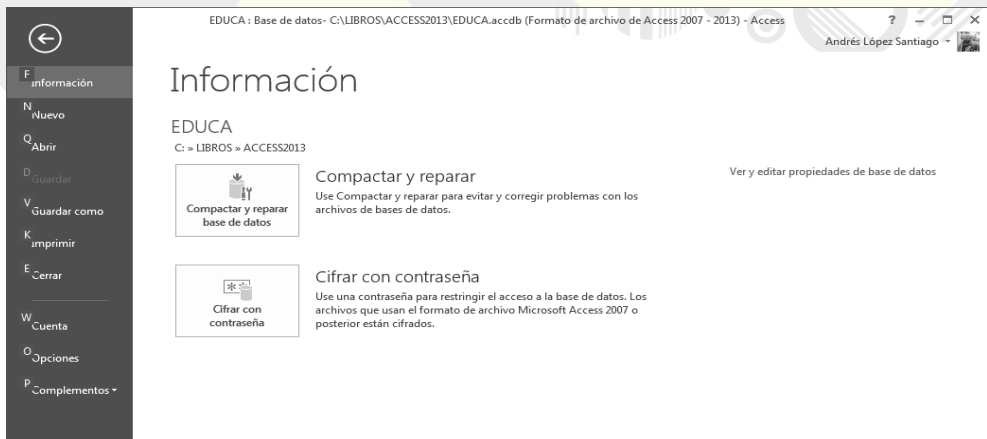 EDUCA : Base de datos- C:\LIBROS\ACCESS2013\EDUCA.accdb (Formato de archivo de Access 2007 - 2013) - Access
?
Andrés López Santiago
F
Información
N
Nuevo
Q
Abrir
D
Guardar
V
Guardar como
K
Imprimir
E
Cerrar
W
Cuenta
O
Opciones
P
Complementos
Información
EDUCA
C: » LIBROS » ACCESS2013
Compactar y reparar
base de datos
Compactar y reparar
Use Compactar y reparar para evitar y corregir problemas con los
archivos de bases de datos.
Ver y editar propiedades de base de datos
Cifrar con
contraseña
Cifrar con contraseña
Use una contraseña para restringir el acceso a la base de datos. Los
archivos que usan el formato de archivo Microsoft Access 2007 o
posterior están cifrados.